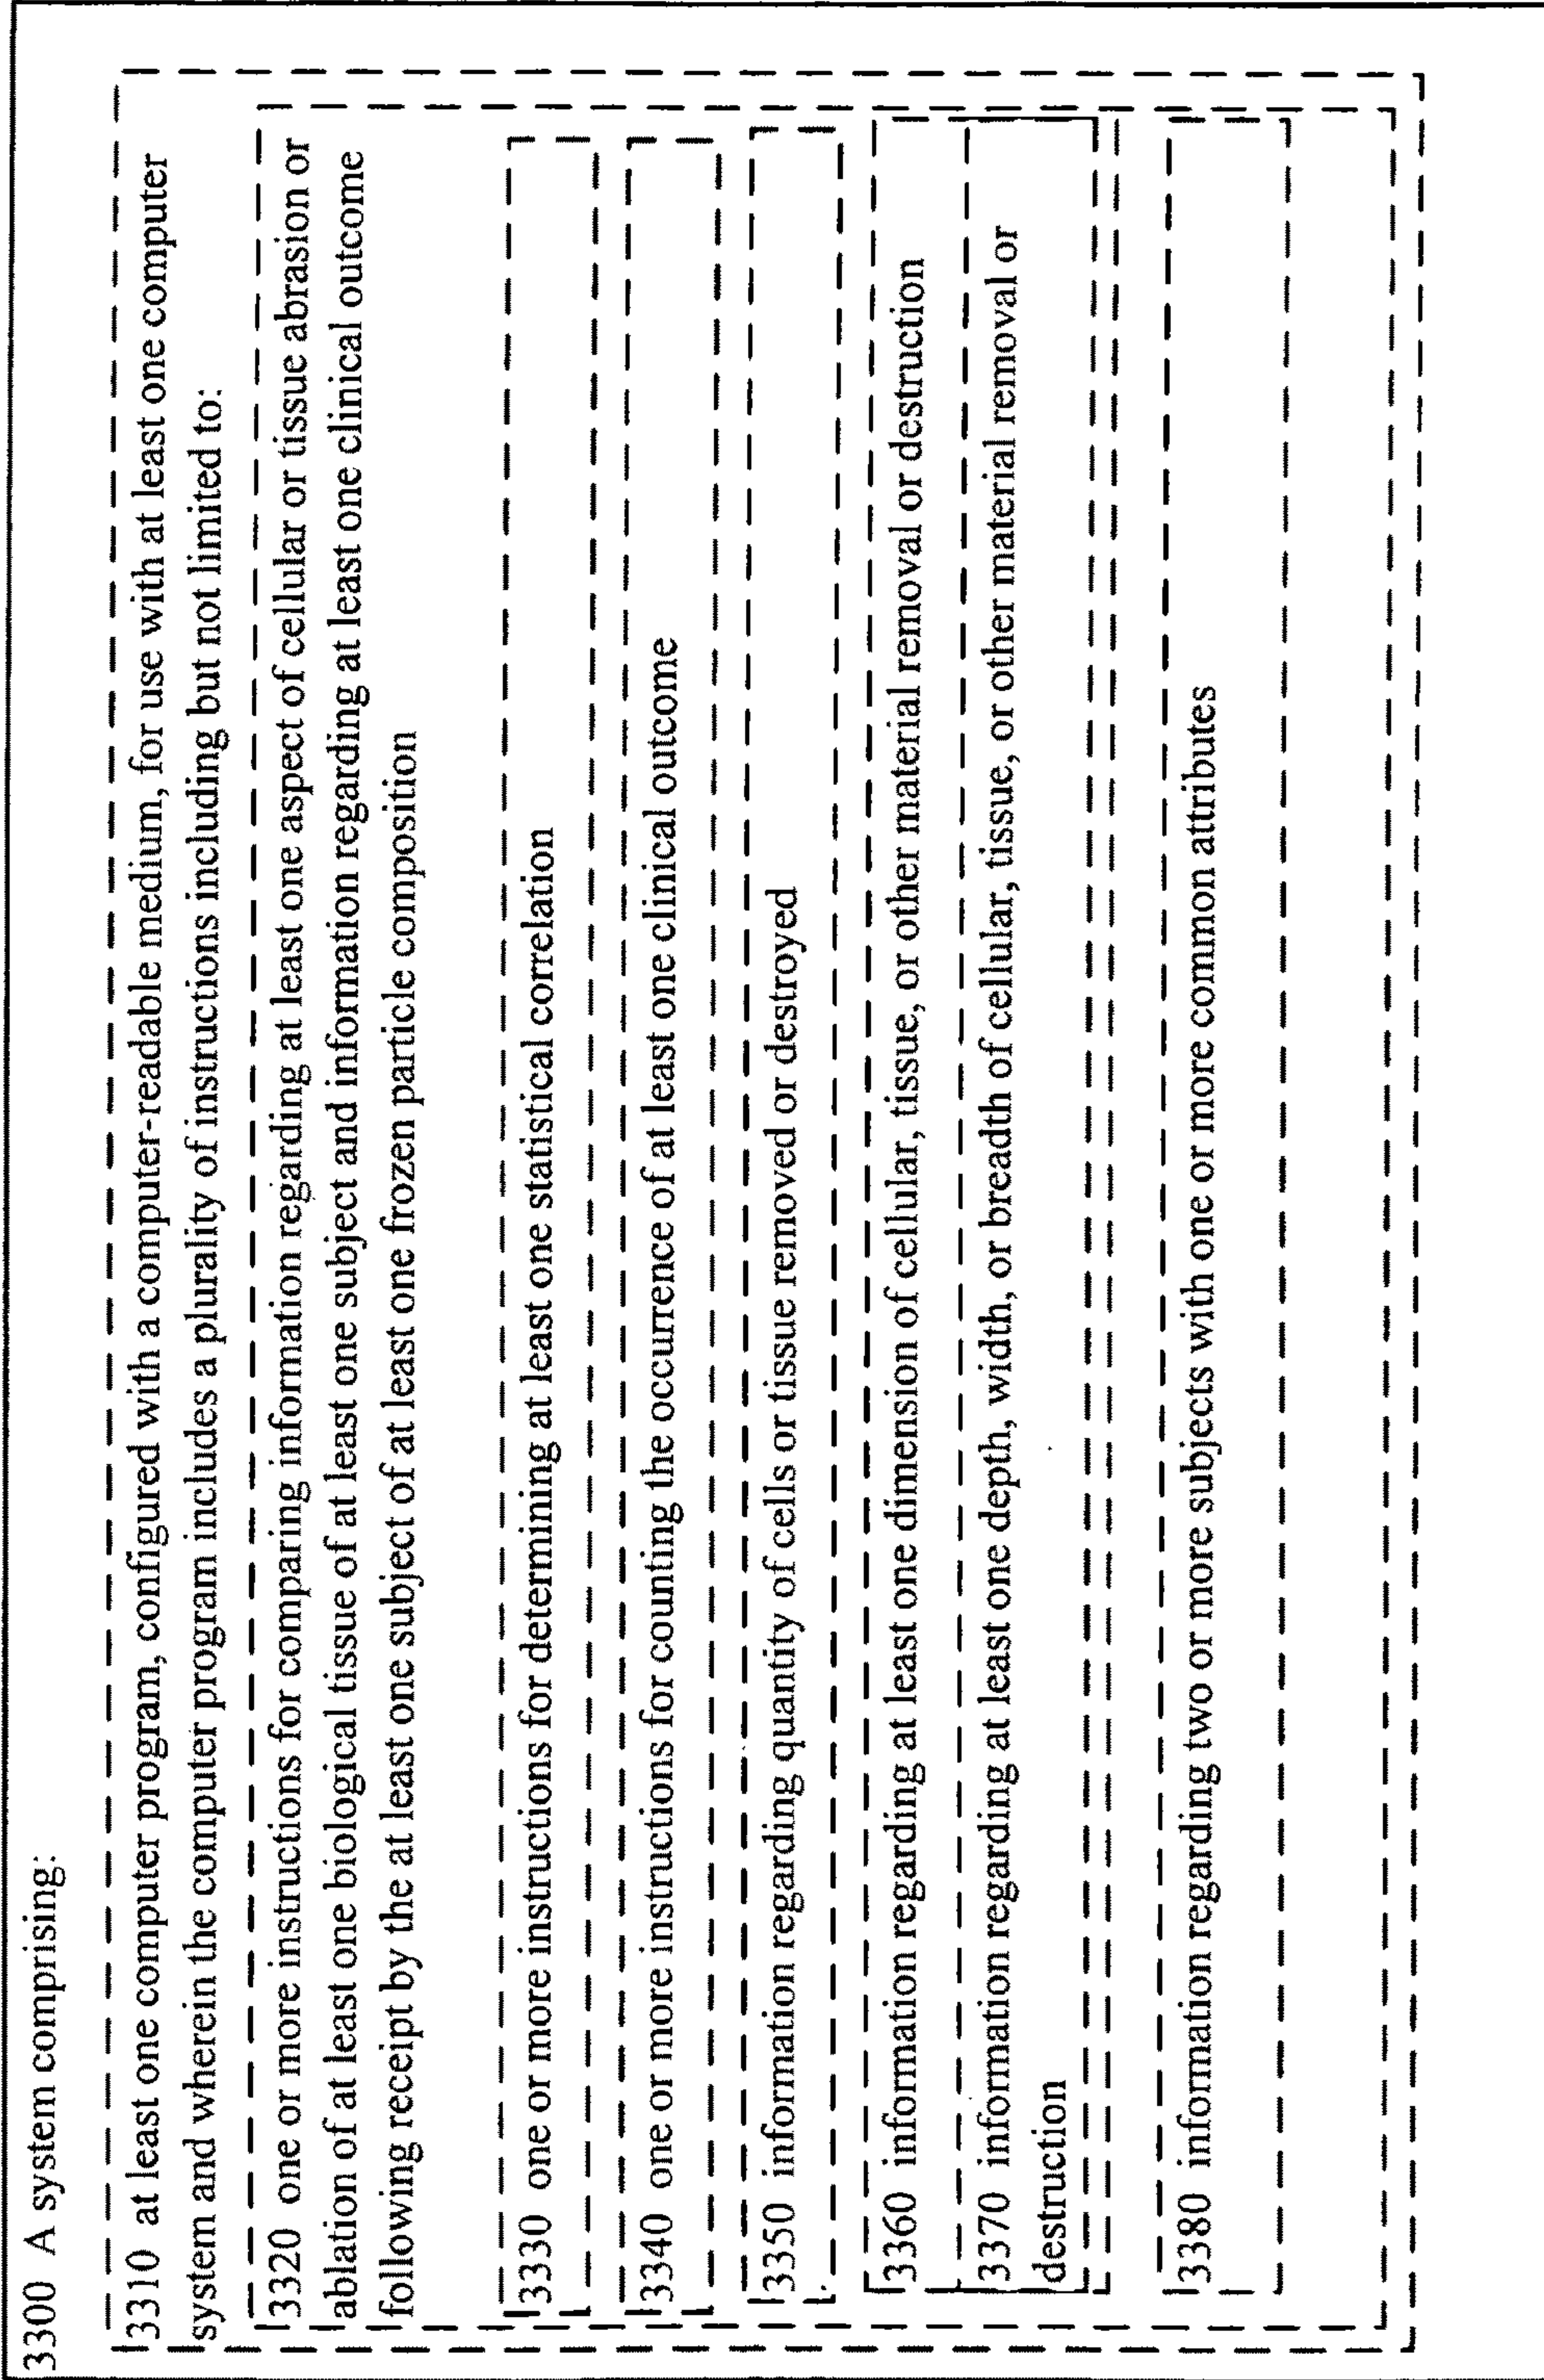 3300 A system comprising:
3310 at least one computer program, configured with a computer-readable medium, for use with at least one computer
system and wherein the computer program includes a plurality of instructions including but not limited to:
3320 one or more instructions for comparing information regarding at least one aspect of cellular or tissue abrasion or
ablation of at least one biological tissue of at least one subject and information regarding at least one clinical outcome
following receipt by the at least one subject of at least one frozen particle composition
3330 one or more instructions for determining at least one statistical correlation
3340 one or more instructions for counting the occurrence of at least one clinical outcome
3350 information regarding quantity of cells or tissue removed or destroyed
3360 information regarding at least one dimension of cellular, tissue, or other material removal or destruction
3370 information regarding at least one depth, width, or breadth of cellular, tissue, or other material removal or
destruction
3380 information regarding two or more subjects with one or more common attributes